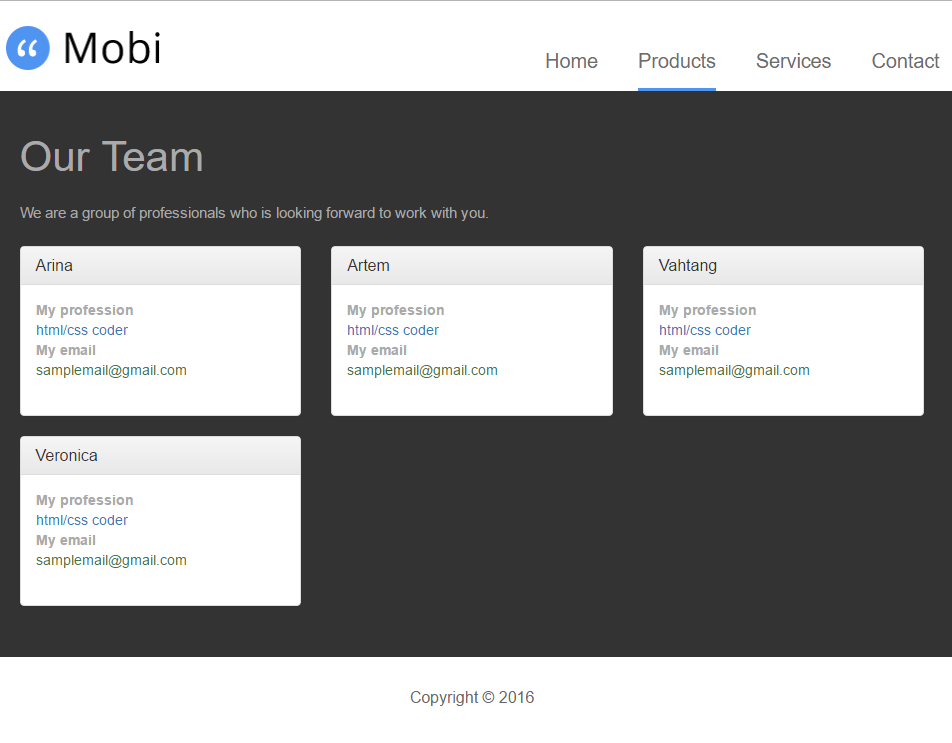 Mobi
Home Products Services Contact
Our Team
We are a group of professionals who is looking forward to work with you.
Arina
My profession
html/css coder
My email
samplemail@gmail.com
Artem
My profession
html/css coder
My email
samplemail@gmail.com
Vahtang
My profession
html/css coder
My email
samplemail@gmail.com
Veronica
My profession
html/css coder
My email
samplemail@gmail.com
Copyright © 2016